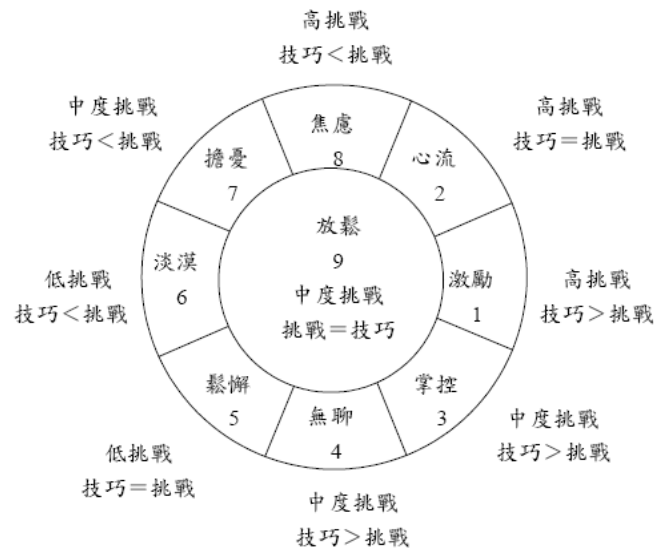 高挑戰
技巧＜挑戰
中度挑戰
技巧＜挑戰
高挑戰
技巧＝挑戰
焦慮
8
擔憂
7
心流
2
放鬆
9
中度挑戰
挑戰＝技巧
淡漠
6
激勵
1
低挑戰
技巧＜挑戰
高挑戰
技巧＞挑戰
鬆懈
5
無聊
4
掌控
3
中度挑戰
技巧＞挑戰
低挑戰
技巧＝挑戰
中度挑戰
技巧＞挑戰